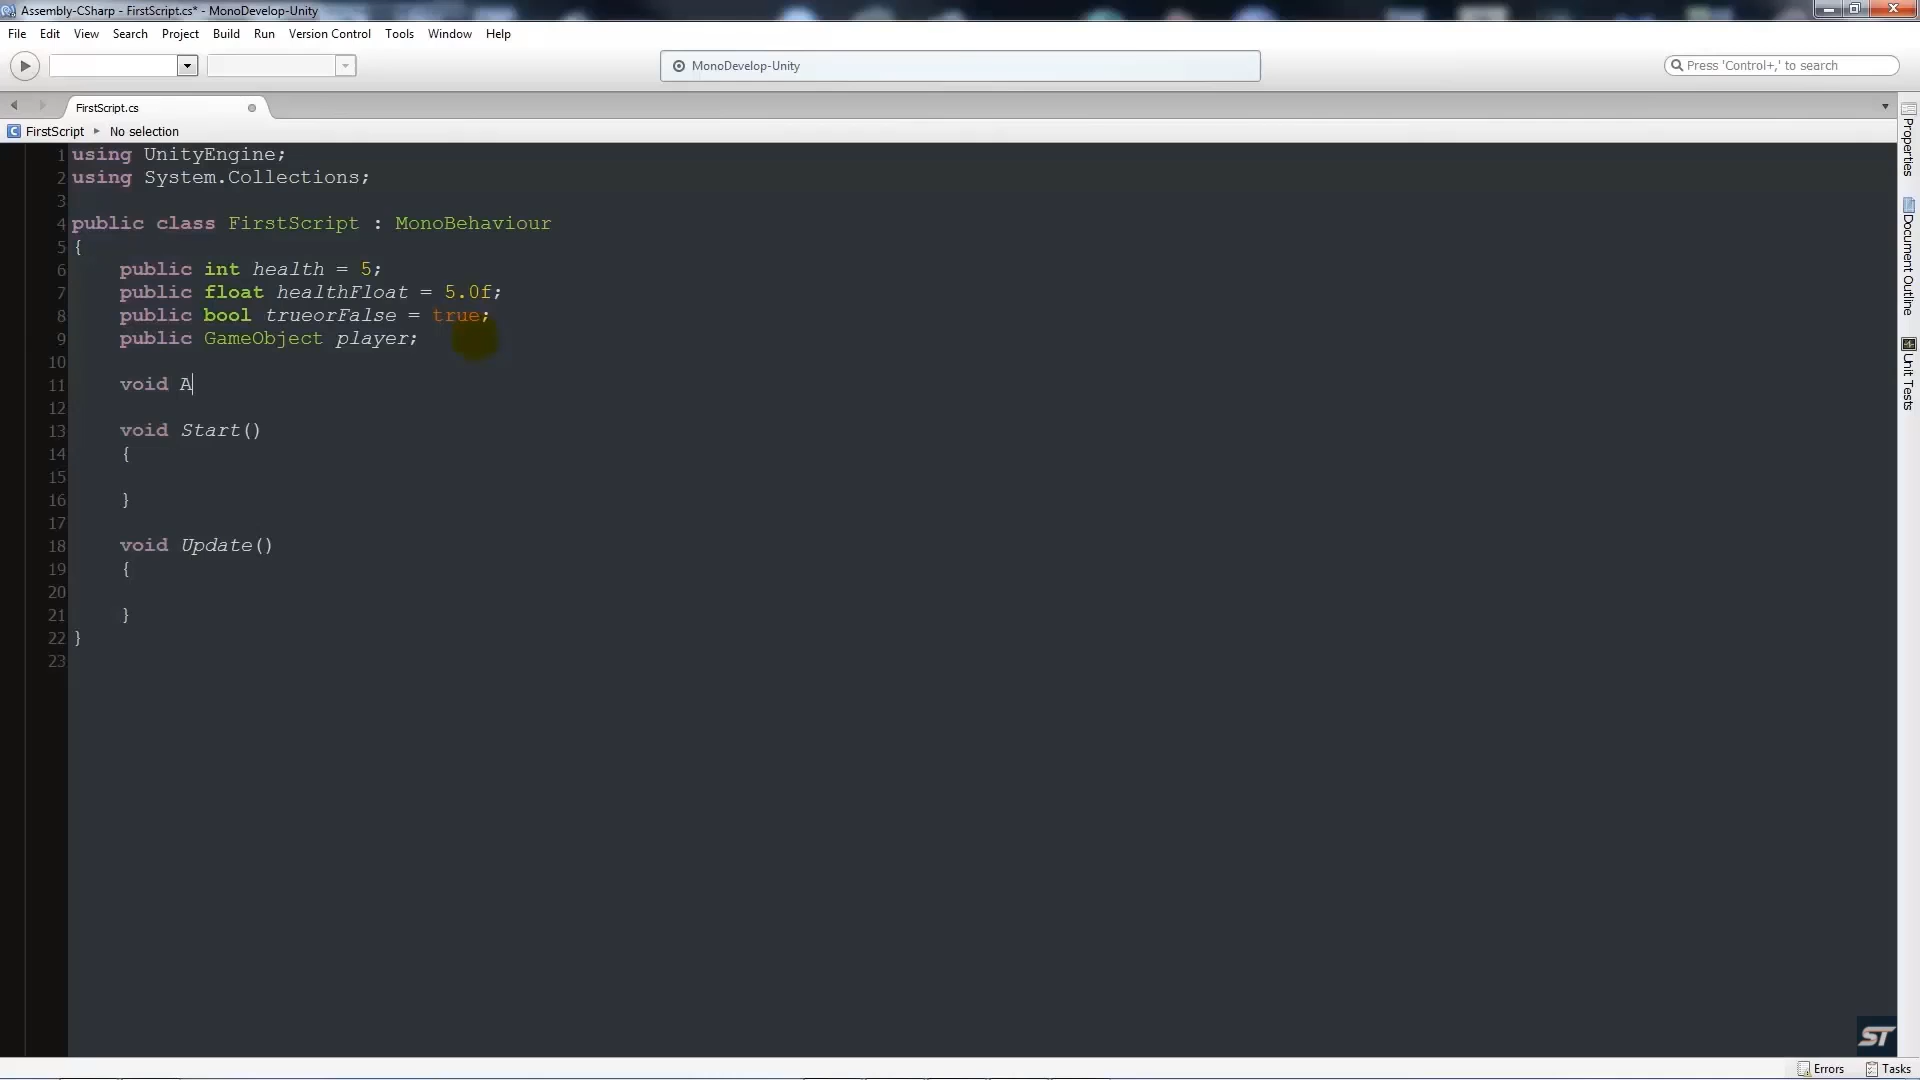 Assembly-CSharp - FirstScript.cs* - MonoDevelop-Unity
File Edit View Search Project Build Run Version Control Tools Window Help
MonoDevelop-Unity
Press 'Control+,' to search
FirstScript.cs
FirstScript No selection
1 using UnityEngine;
2 using System.Collections;
3
4 public class FirstScript : MonoBehaviour
5 {
6 public int health = 5;
7 public float healthFloat = 5.0f;
8 public bool trueorFalse = true;
9 public GameObject player;
10
11 void A
12
13 void Start()
14 {
15
16 }
17
18 void Update()
19 {
20
21 }
22 }
23
Properties
Document Outline
Unit Tests
ST
Errors Tasks